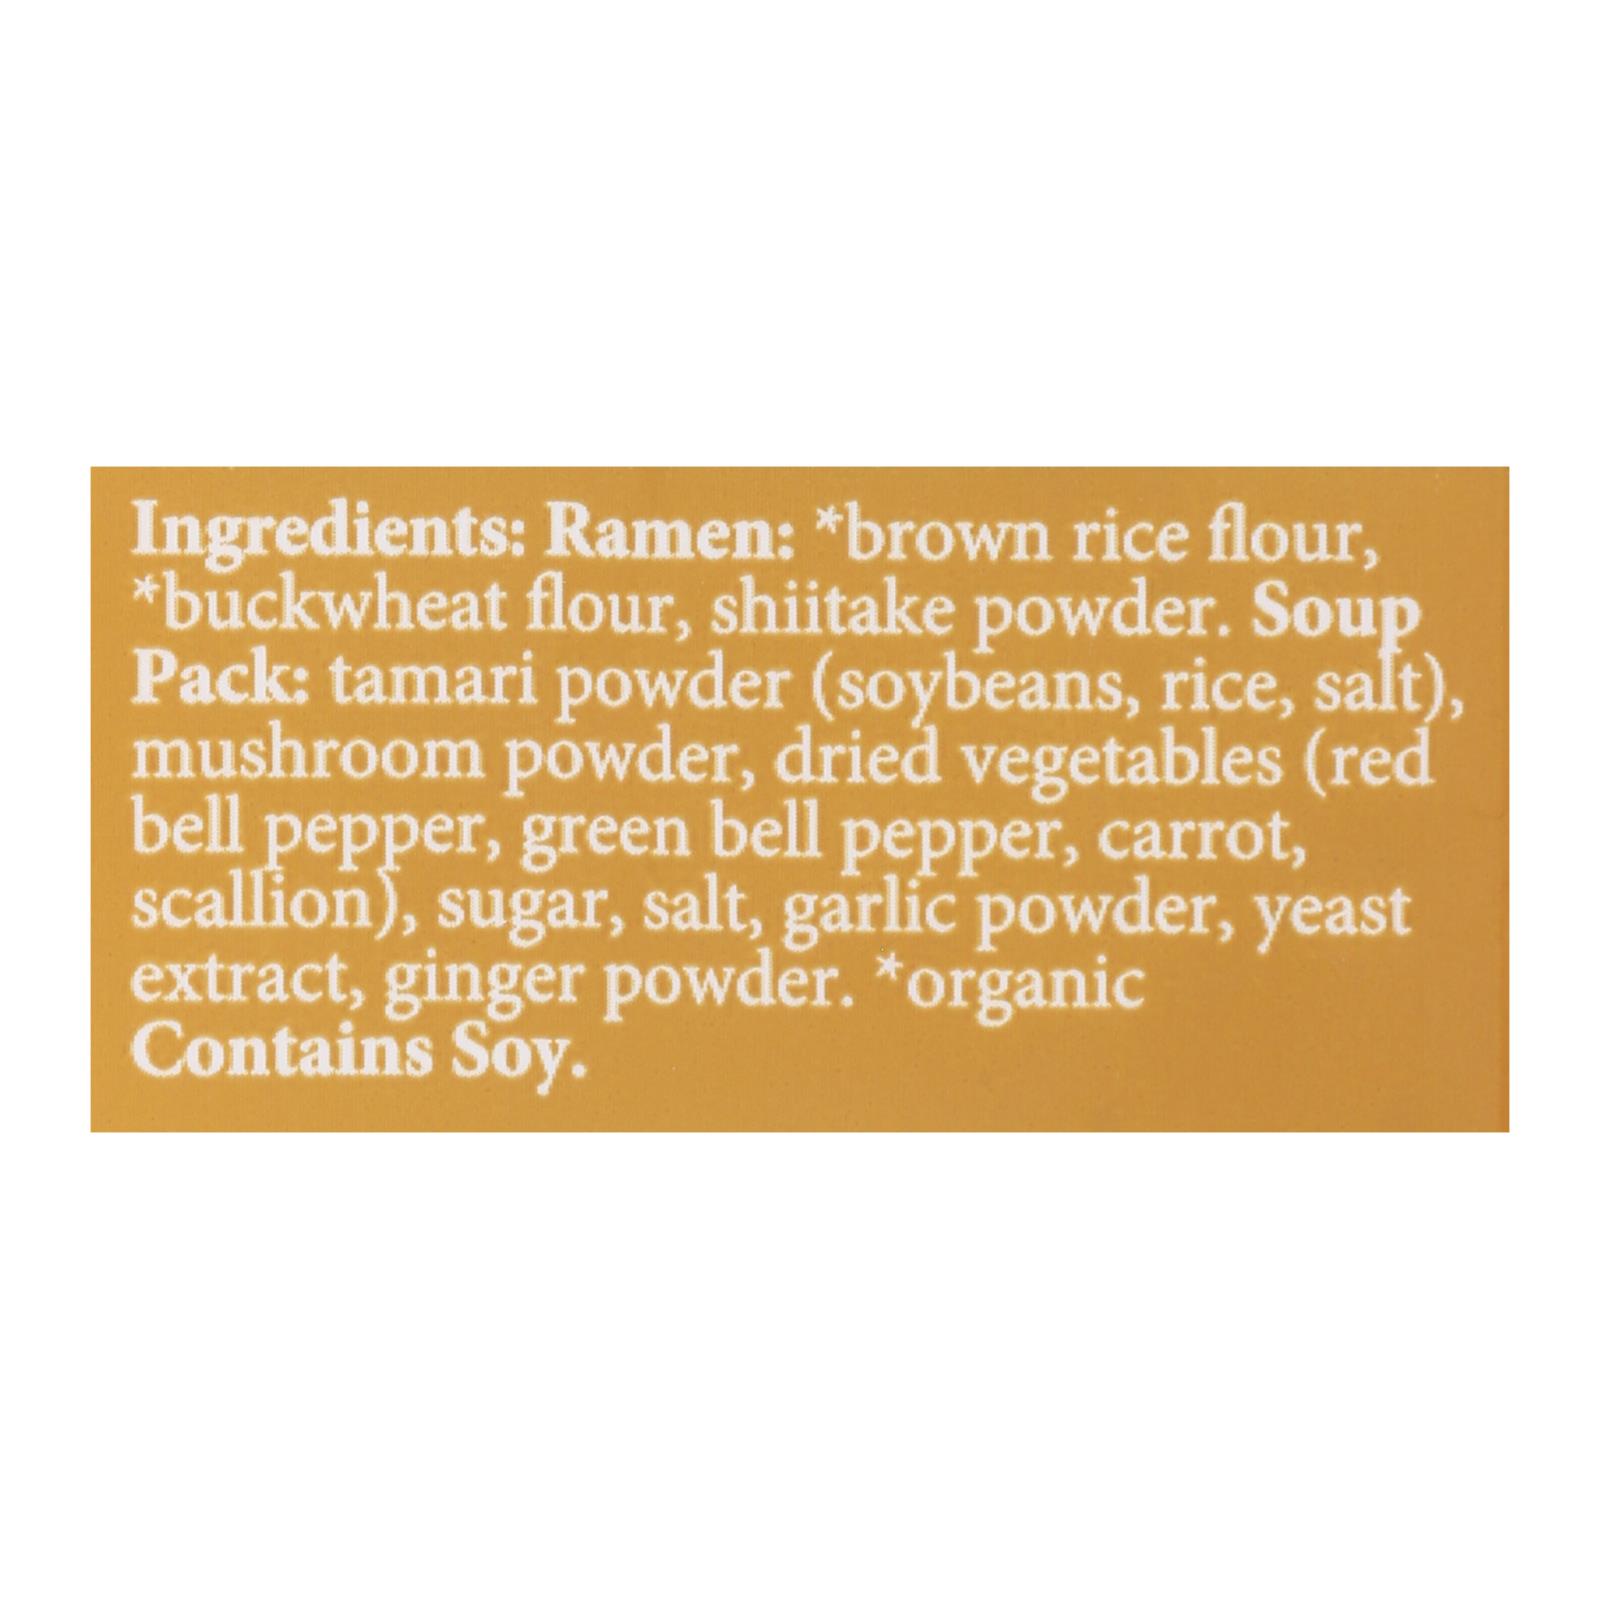 Ingredients: Ramen: *brown rice flour,
*buckwheat flour, shiitake powder. Soup
Pack: tamari powder (soybeans, rice, salt),
mushroom powder, dried vegetables (red
bell pepper, green bell pepper, carrot,
scallion), sugar, salt, garlic powder, yeast
extract, ginger powder. *organic
Contains Soy.